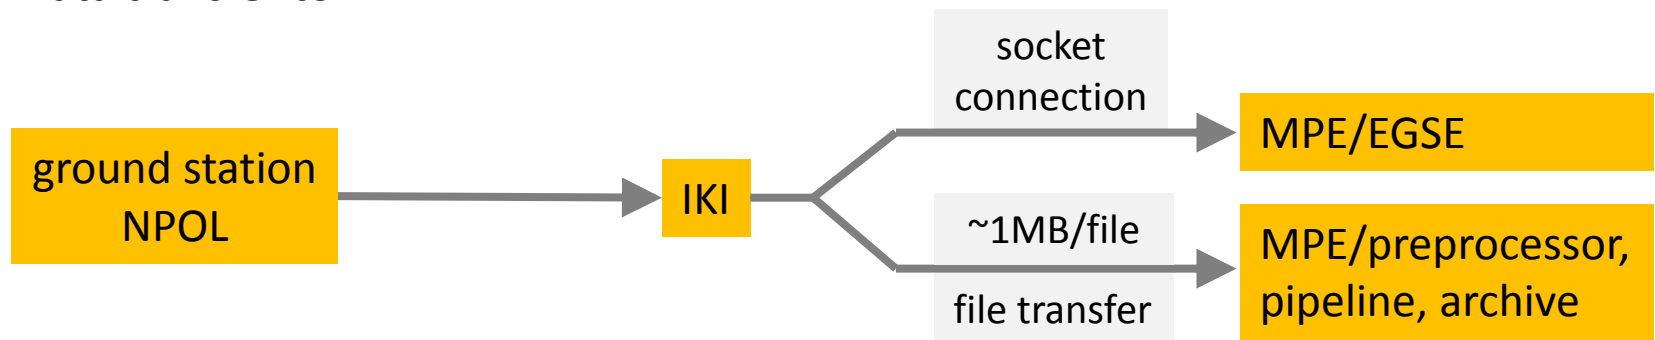 ground station
NPOL
IKI
socket
connection
MPE/EGSE
~1MB/file
file transfer
MPE/preprocessor,
pipeline, archive